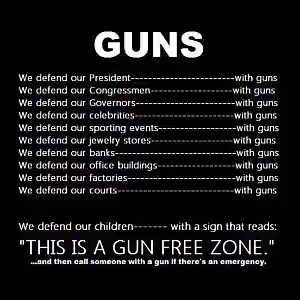 GUNS
We defend our President------------------------with guns
We defend our Congressmen-------------------with guns
We defend our Governors-----------------------with guns
We defend our celebrities-----------------------with guns
We defend our sporting events------------------with guns
We defend our jewelry stores-------------------with guns
We defend our banks----------------------------with guns
We defend our office buildings------------------with guns
We defend our factories-------------------------with guns
We defend our courts---------------------------with guns
We defend our children------- with a sign that reads:
"THIS IS A GUN FREE ZONE."
...and then call someone with a gun if there's an emergency.